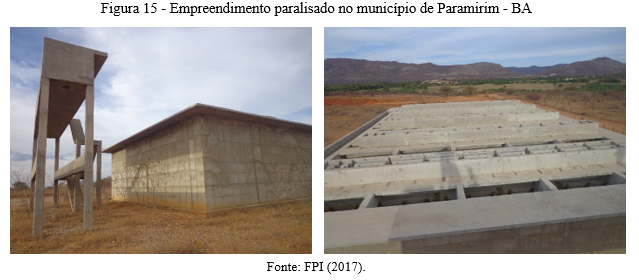 Figura 15 - Empreendimento paralisado no município de Paramirim - BA
Fonte: FPI (2017).